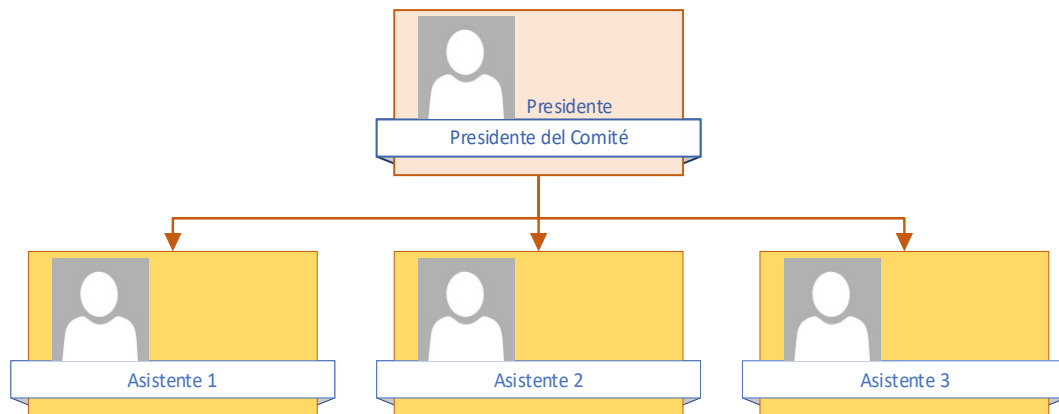 Presidente
Presidente del Comité
Asistente 1
Asistente 2
Asistente 3